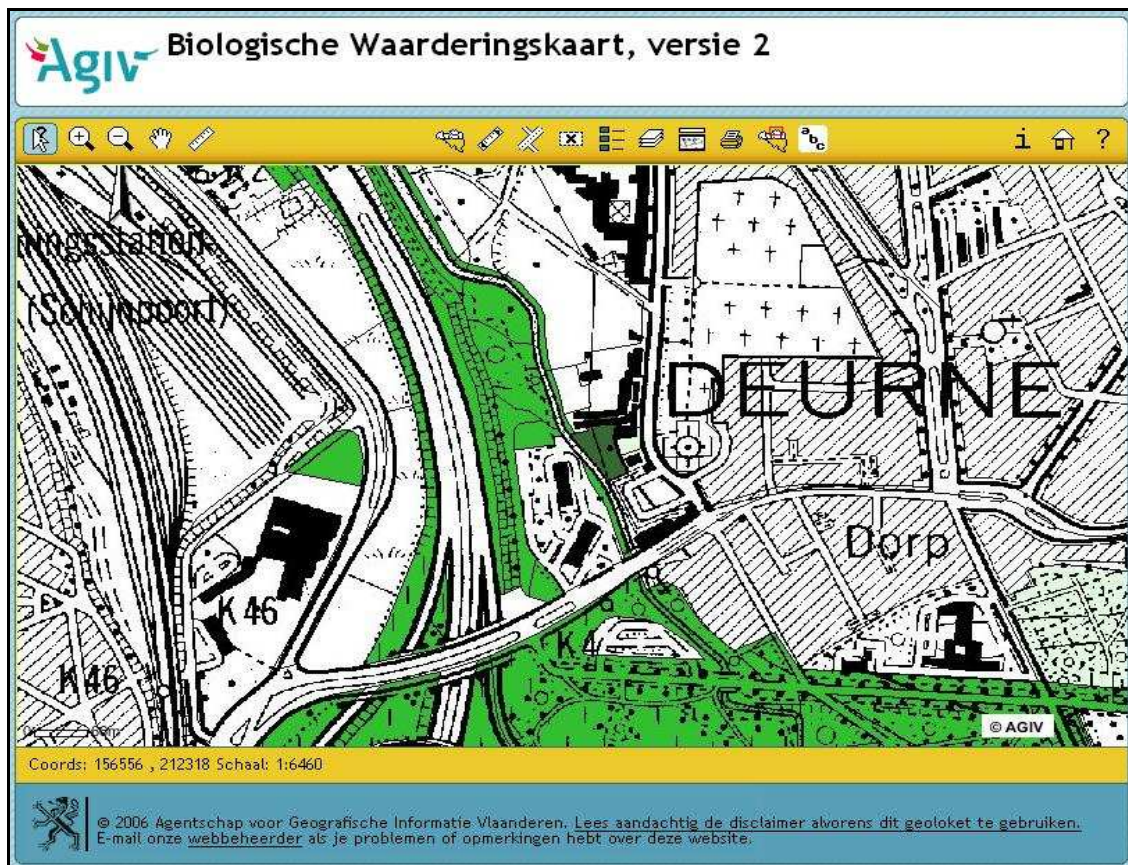 Agiv
Biologische Waarderingskaart, versie 2
a b c
i ?
ningsstation
(Schijnpoort)
DEURNE
Dorp
K 46
K 4
K 46
© AGIV
Coords: 156556 , 212318 Schaal: 1:6460
© 2006 Agentschap voor Geografische Informatie Vlaanderen. Lees aandachtig de disclaimer alvorens dit geoloket te gebruiken.
E-mail onze webbeheerder als je problemen of opmerkingen hebt over deze website.